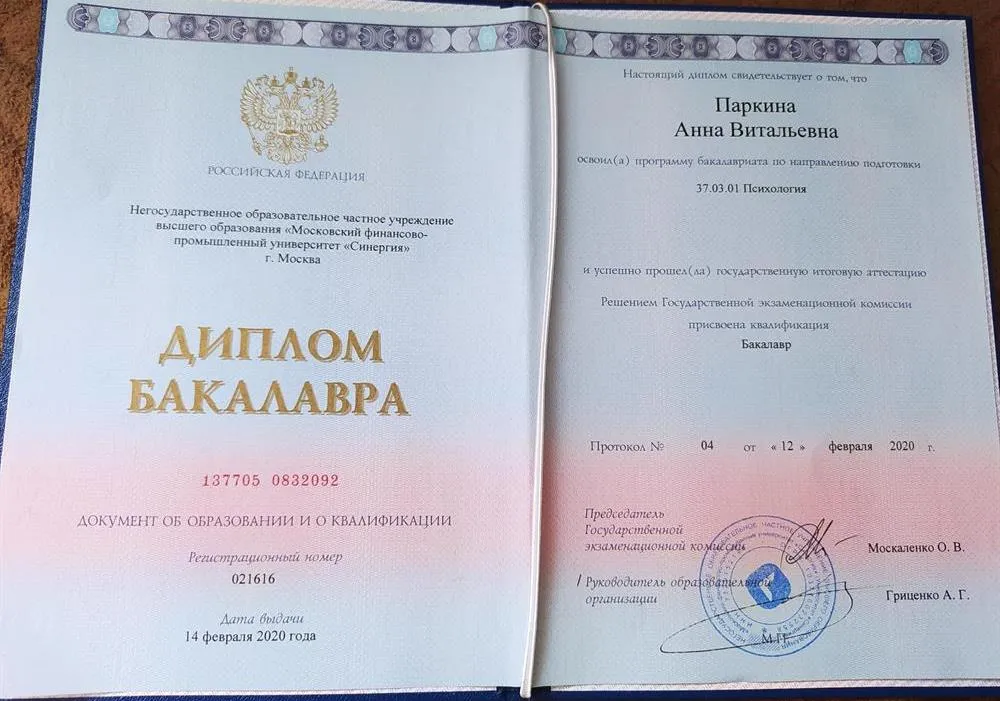 РОССИЙСКАЯ ФЕДЕРАЦИЯ
Негосударственное образовательное частное учреждение
высшего образования «Московский финансово-
промышленный университет «Синергия»
г. Москва
ДИПЛОМ
БАКАЛАВРА
137705 0832092
ДОКУМЕНТ ОБ ОБРАЗОВАНИИ И О КВАЛИФИКАЦИИ
Регистрационный номер
021616
Дата выдачи
14 февраля 2020 года
Настоящий диплом свидетельствует о том, что
Паркина
Анна Витальевна
освоил(а) программу бакалавриата по направлению подготовки
37.03.01 Психология
и успешно прошел(ла) государственную итоговую аттестацию
Решением Государственной экзаменационной комиссии
присвоена квалификация
Бакалавр
Протокол № 04 от « 12 » февраля 2020 г.
Председатель
Государственной
экзаменационной комиссии
Москаленко О. В.
Руководитель образовательной
организации
Гриценко А. Г.
М.П.